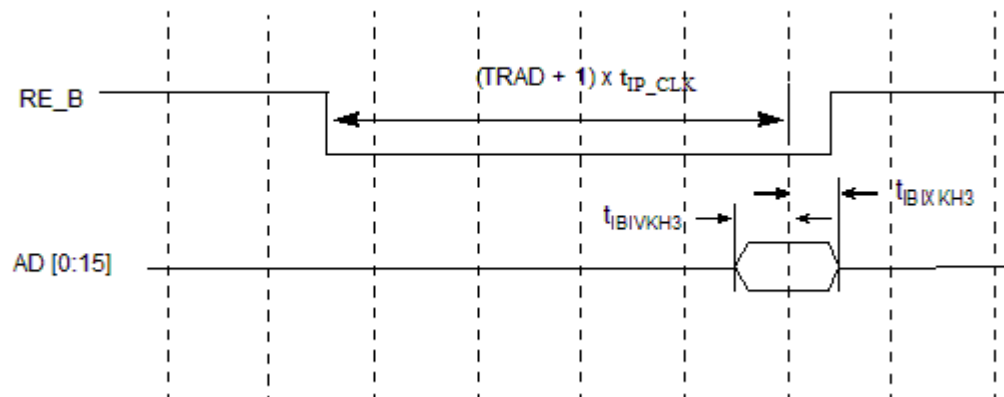 (TRAD + 1) x tIP_CLK
RE_B
tIBIXKH3
tIBIVKH3
AD [0:15]